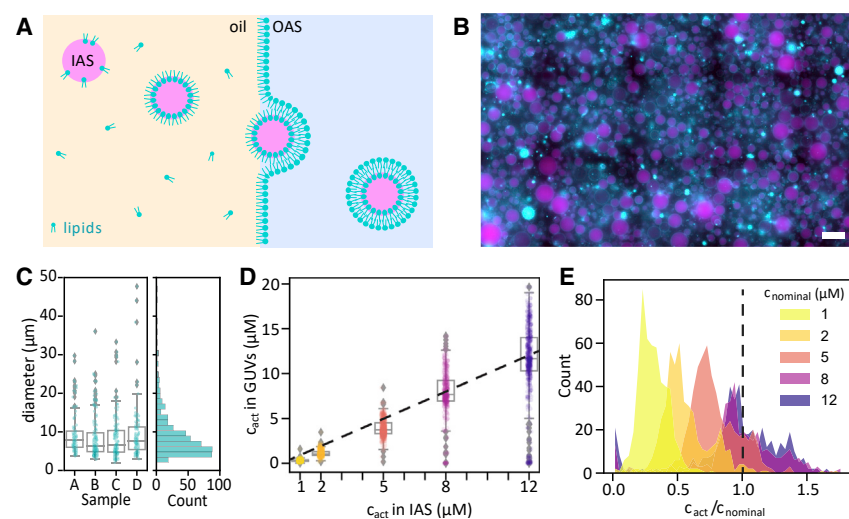 A
IAS
oil
OAS
lipids
B
C
50
40
30
20
10
0
diameter (μm)
A B C D
Sample
0 100
Count
D
20
15
10
5
0
c_act in GUVs (μM)
1 2 5 8 12
c_act in IAS (μM)
E
80
60
40
20
0
Count
c_nominal (μM)
1
2
5
8
12
0.0 0.5 1.0 1.5
c_act/c_nominal